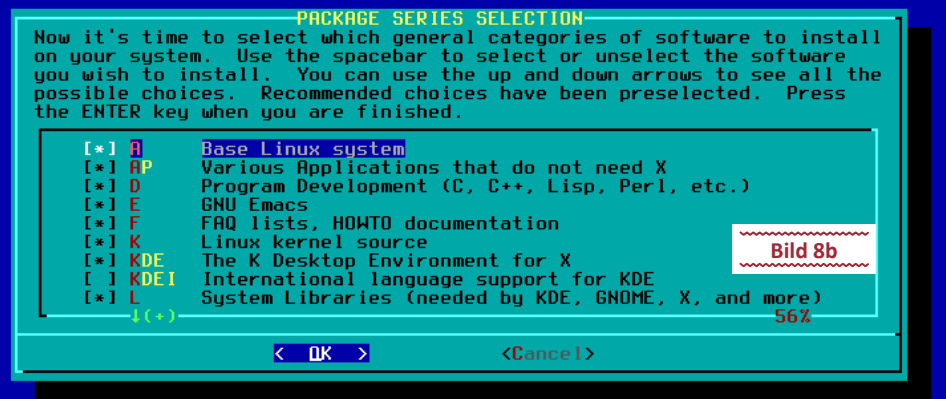 PACKAGE SERIES SELECTION
Now it's time to select which general categories of software to install
on your system.  Use the spacebar to select or unselect the software
you wish to install.  You can use the up and down arrows to see all the
possible choices.  Recommended choices have been preselected.  Press
the ENTER key when you are finished.
[*] A Base Linux system
[*] AP Various Applications that do not need X
[*] D Program Development (C, C++, Lisp, Perl, etc.)
[*] E GNU Emacs
[*] F FAQ lists, HOWTO documentation
[*] K Linux kernel source
[*] KDE The K Desktop Environment for X
[ ] KDEI International language support for KDE
[*] L System Libraries (needed by KDE, GNOME, X, and more)
↓(+) 56%
Bild 8b
< OK > <Cancel>